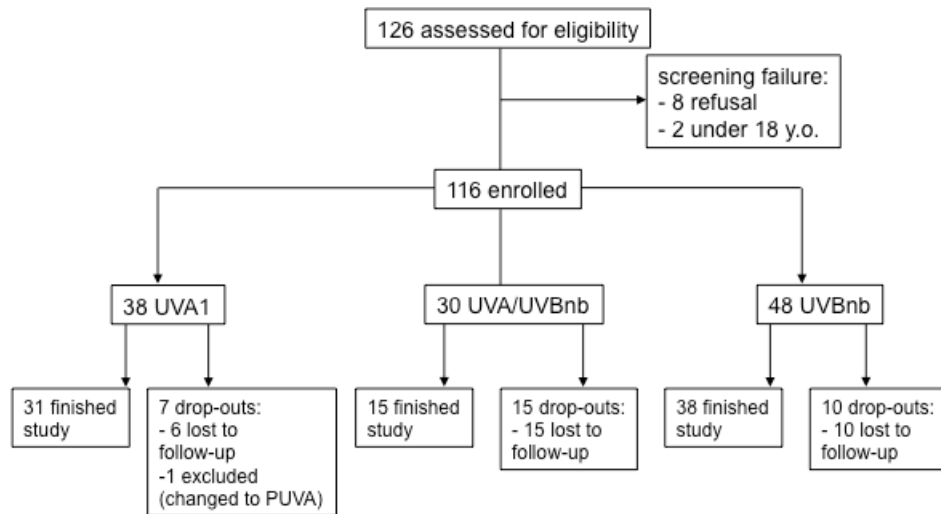 126 assessed for eligibility
screening failure:
- 8 refusal
- 2 under 18 y.o.
116 enrolled
38 UVA1
30 UVA/UVBnb
48 UVBnb
31 finished
study
7 drop-outs:
- 6 lost to
follow-up
-1 excluded
(changed to PUVA)
15 finished
study
15 drop-outs:
- 15 lost to
follow-up
38 finished
study
10 drop-outs:
- 10 lost to
follow-up